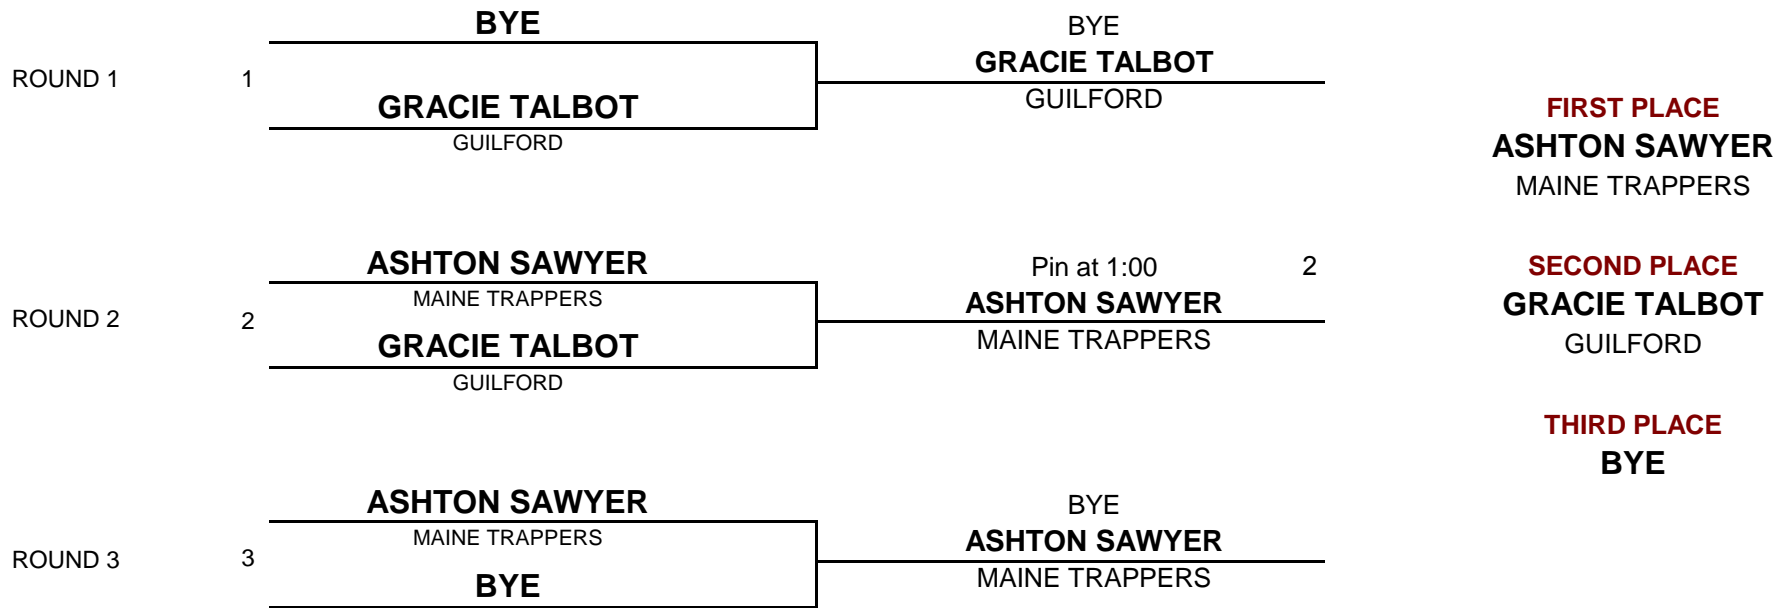 BYE
ROUND 1
1
GRACIE TALBOT
GUILFORD
BYE
GRACIE TALBOT
GUILFORD
ROUND 2
2
ASHTON SAWYER
MAINE TRAPPERS
GRACIE TALBOT
GUILFORD
Pin at 1:00
2
ASHTON SAWYER
MAINE TRAPPERS
ROUND 3
3
ASHTON SAWYER
MAINE TRAPPERS
BYE
BYE
ASHTON SAWYER
MAINE TRAPPERS
FIRST PLACE
ASHTON SAWYER
MAINE TRAPPERS
SECOND PLACE
GRACIE TALBOT
GUILFORD
THIRD PLACE
BYE